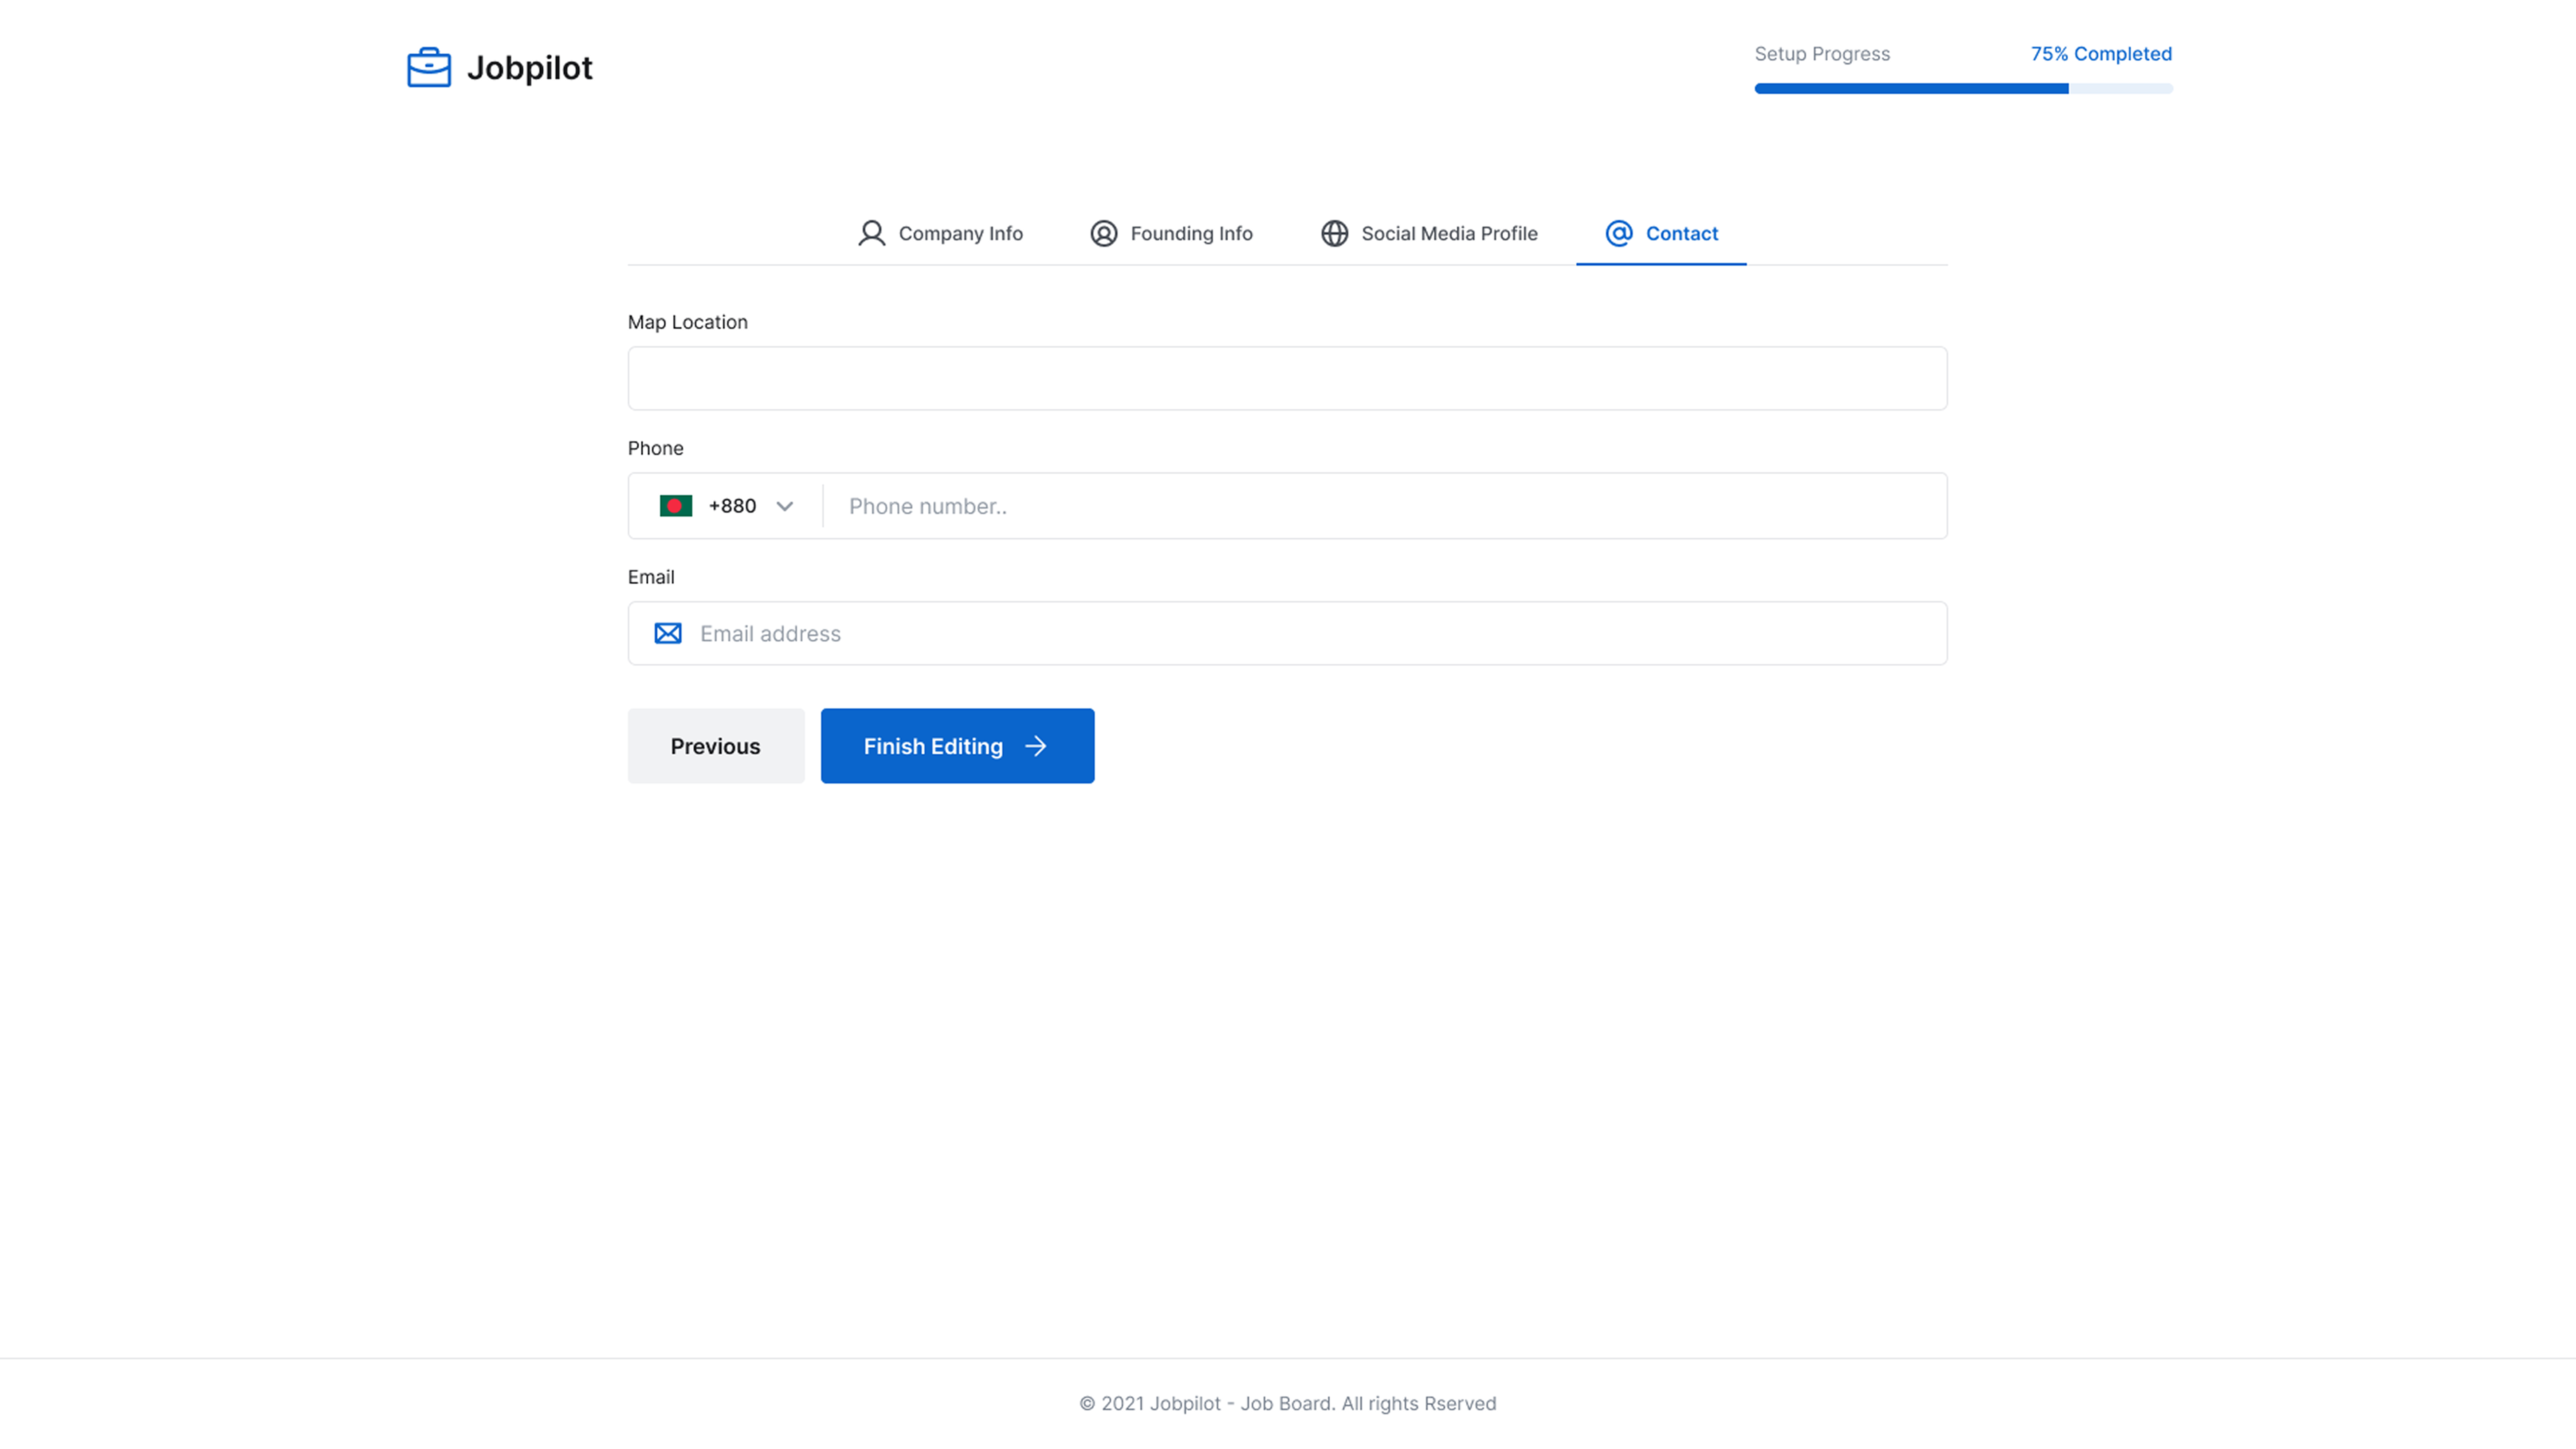 Jobpilot
Setup Progress 75% Completed
Company Info Founding Info Social Media Profile Contact
Map Location
Phone
+880 Phone number..
Email
Email address
Previous Finish Editing
© 2021 Jobpilot - Job Board. All rights Rserved